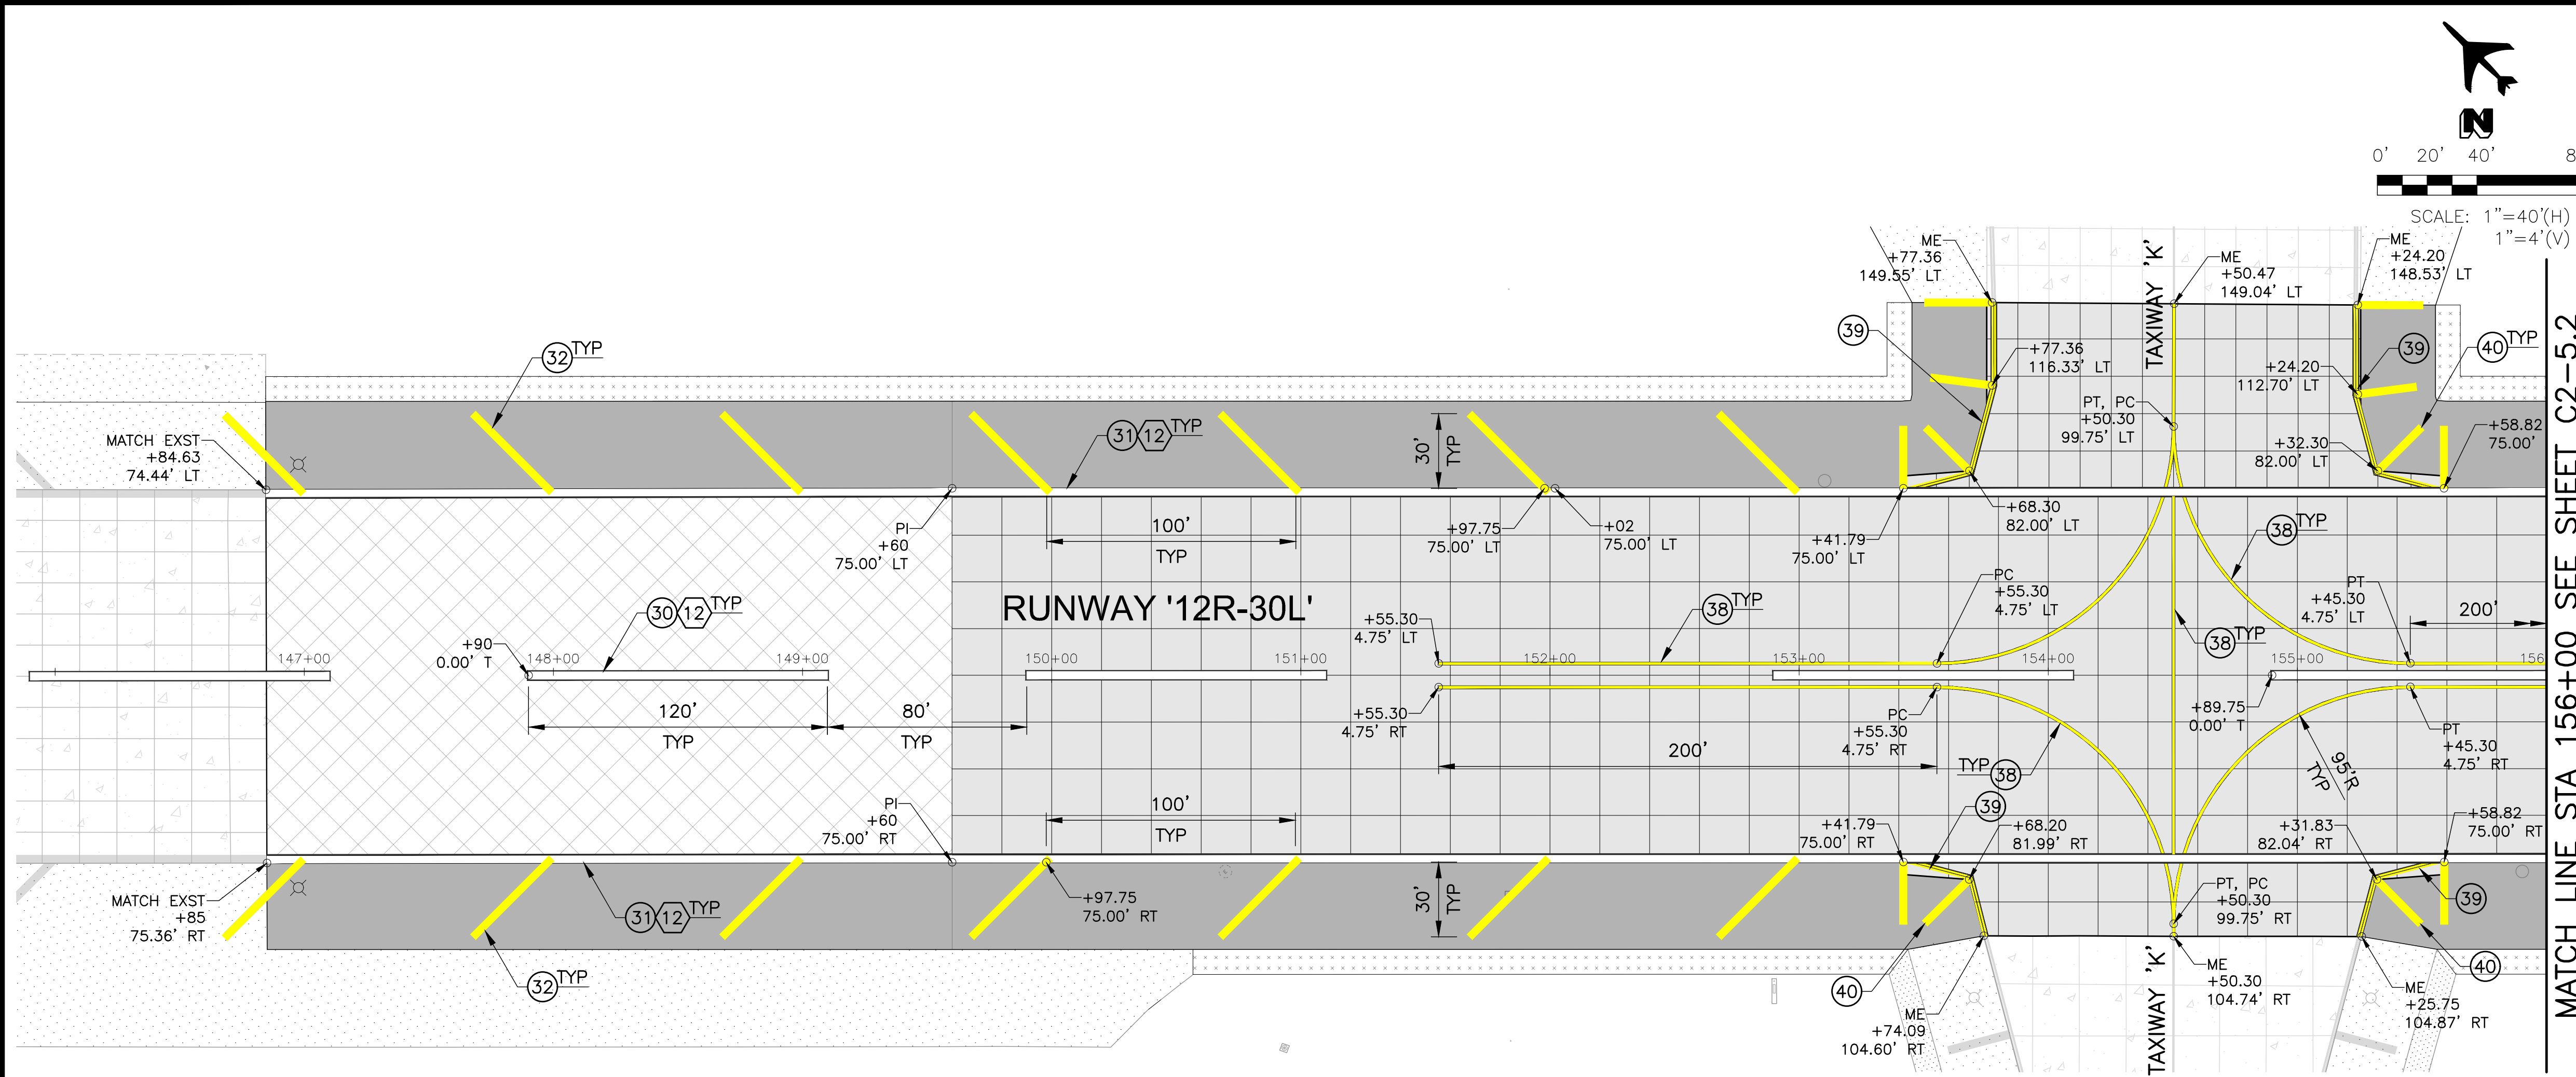 N
0' 20' 40' 8
SCALE: 1"=40'(H)
1"=4'(V)
ME
+77.36
149.55' LT
TAXIWAY 'K'
ME
+50.47
149.04' LT
ME
+24.20
148.53' LT
39
+77.36
116.33' LT
+24.20
112.70' LT
39
40 TYP
32 TYP
MATCH EXST
+84.63
74.44' LT
31 12 TYP
30'
TYP
PT, PC
+50.30
99.75' LT
+32.30
82.00' LT
+58.82
75.00'
PI
+60
75.00' LT
100'
TYP
+97.75
75.00' LT
+02
75.00' LT
+41.79
75.00' LT
+68.30
82.00' LT
38 TYP
RUNWAY '12R-30L'
30 12 TYP
+90
0.00' T
+55.30
4.75' LT
38 TYP
PC
+55.30
4.75' LT
38 TYP
PT
+45.30
4.75' LT
200'
147+00
148+00
149+00
150+00
151+00
152+00
153+00
154+00
155+00
156
120'
TYP
80'
TYP
+55.30
4.75' RT
200'
PC
+55.30
4.75' RT
+89.75
0.00' T
PT
+45.30
4.75' RT
TYP 38
95'R
TYP
PI
+60
75.00' RT
100'
TYP
39
+41.79
75.00' RT
+68.20
81.99' RT
+31.83
82.04' RT
+58.82
75.00' RT
MATCH EXST
+85
75.36' RT
31 12 TYP
+97.75
75.00' RT
30'
TYP
PT, PC
+50.30
99.75' RT
39
32 TYP
40
ME
+74.09
104.60' RT
TAXIWAY 'K'
ME
+50.30
104.74' RT
40
ME
+25.75
104.87' RT
MATCH LINE STA 156+00 SEE SHEET C2-5.2